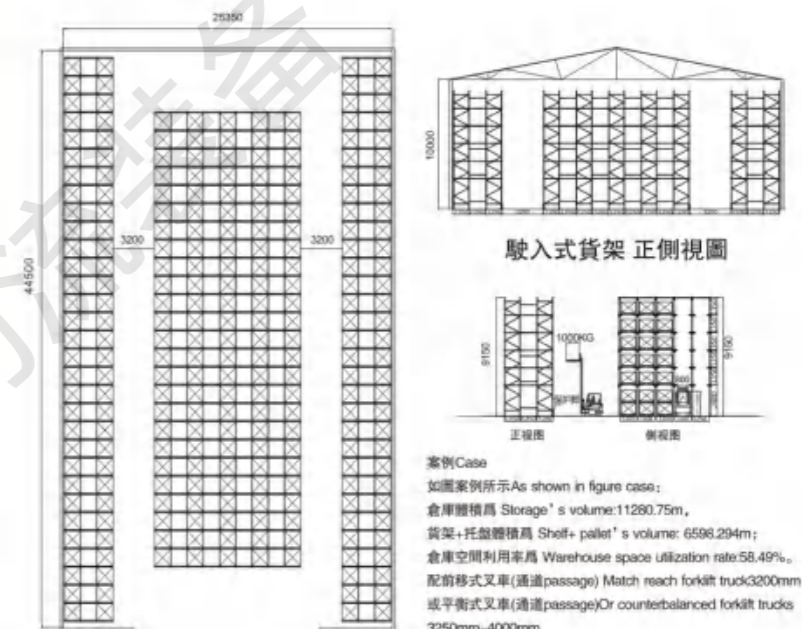 25350
44500
3200
3200
10000
駛入式貨架 正側視圖
9150
1000KG
9150
正視图
側視图
案例Case
如圖案例所示As shown in figure case；
倉庫體積爲 Storage’s volume:11280.75m，
貨架+托盤體積爲 Shelf+ pallet’s volume: 6598.294m；
倉庫空間利用率爲 Warehouse space utilization rate:58.49%。
配前移式叉車(通道passage) Match reach forklift truck3200mm
或平衡式叉車(通道passage)Or counterbalanced forklift trucks
3250mm-4000mm